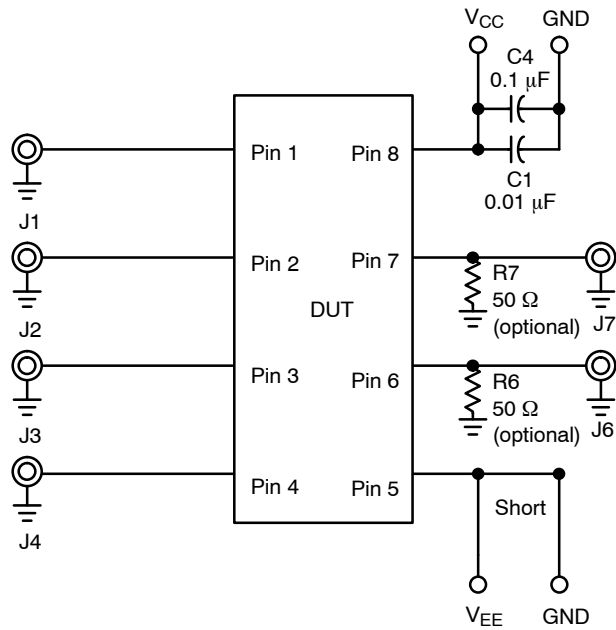 V_CC GND
C4
0.1 µF
C1
0.01 µF
Pin 1 Pin 8
J1
Pin 2 Pin 7
R7
50 Ω
(optional)
J7
J2
DUT
Pin 3 Pin 6
R6
50 Ω
(optional)
J6
J3
Pin 4 Pin 5
Short
J4
V_EE GND